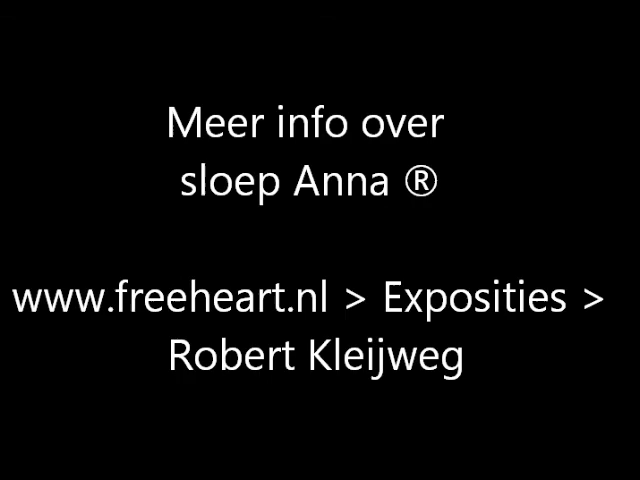 Meer info over
sloep Anna ®
www.freeheart.nl > Exposities >
Robert Kleijweg